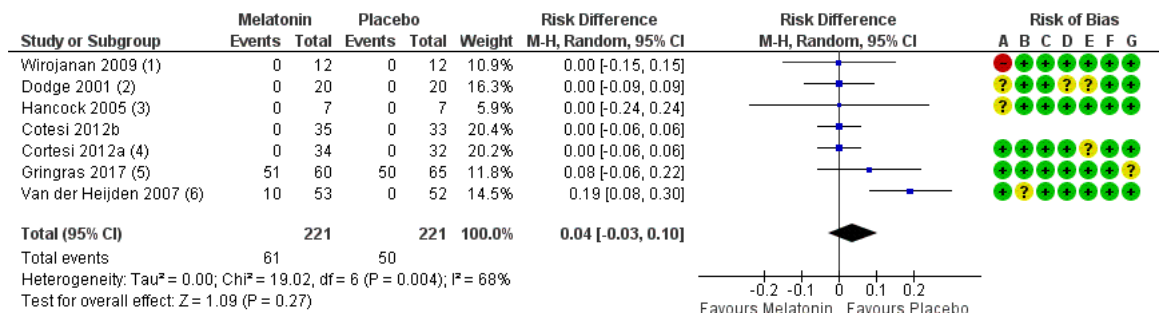 Melatonin Placebo Risk Difference Risk Difference Risk of Bias
Study or Subgroup Events Total Events Total Weight M-H, Random, 95% CI M-H, Random, 95% CI A B C D E F G
Wirojanan 2009 (1) 0 12 0 12 10.9% 0.00 [-0.15, 0.15] - + + + + + +
Dodge 2001 (2) 0 20 0 20 16.3% 0.00 [-0.09, 0.09] ? + + ? ? + +
Hancock 2005 (3) 0 7 0 7 5.9% 0.00 [-0.24, 0.24] ? + + + + + +
Cotesi 2012b 0 35 0 33 20.4% 0.00 [-0.06, 0.06]
Cortesi 2012a (4) 0 34 0 32 20.2% 0.00 [-0.06, 0.06] + + + + ? + +
Gringras 2017 (5) 51 60 50 65 11.8% 0.08 [-0.06, 0.22] + + + + + + ?
Van der Heijden 2007 (6) 10 53 0 52 14.5% 0.19 [0.08, 0.30] + ? + + + + +
Total (95% CI) 221 221 100.0% 0.04 [-0.03, 0.10]
Total events 61 50
Heterogeneity: Tau² = 0.00; Chi² = 19.02, df = 6 (P = 0.004); I² = 68%
Test for overall effect: Z = 1.09 (P = 0.27)
-0.2 -0.1 0 0.1 0.2
Favours Melatonin Favours Placebo